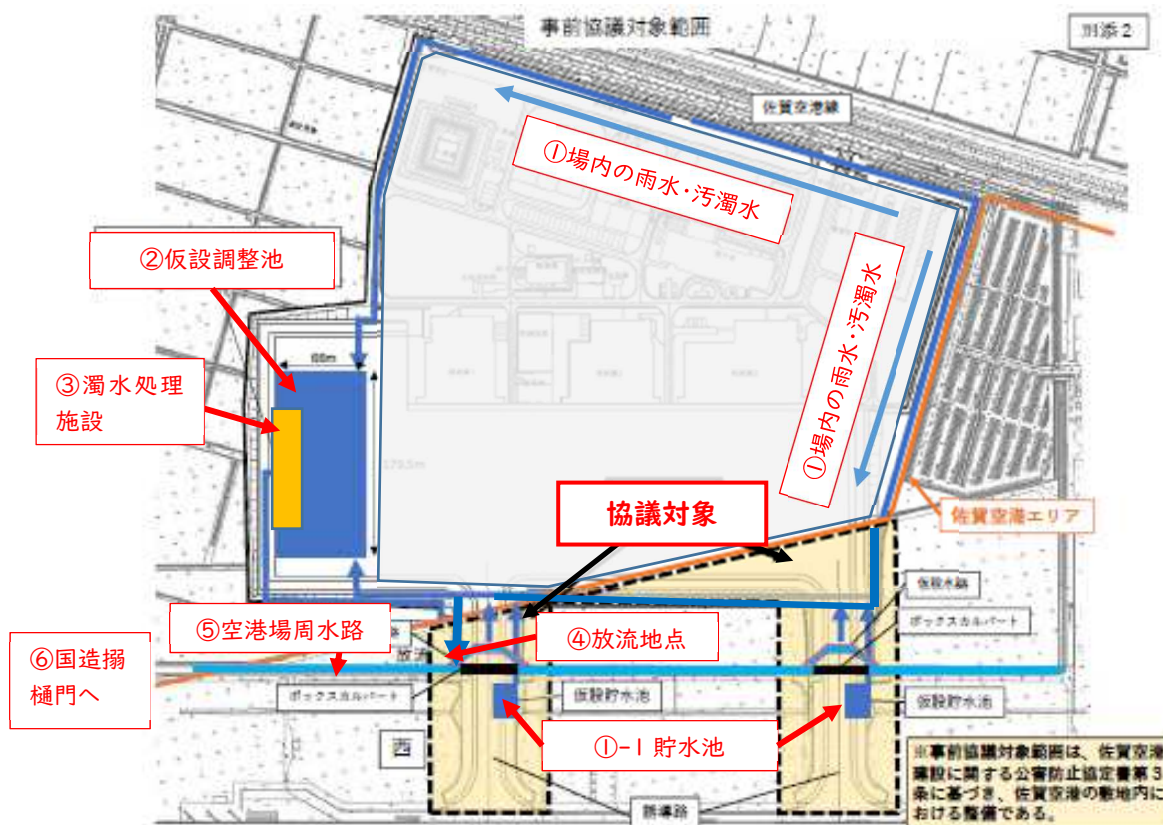 事前協議対象範囲
別添2
佐賀空港線
①場内の雨水・汚濁水
①場内の雨水・汚濁水
②仮設調整池
③濁水処理
施設
協議対象
佐賀空港エリア
仮設水路
ボックスカルバート
⑤空港場周水路
④放流地点
⑥国造搦
樋門へ
ボックスカルバート
仮設貯水池
仮設貯水池
①-1 貯水池
西
誘導路
※事前協議対象範囲は、佐賀空港
建設に関する公害防止協定書第3
条に基づき、佐賀空港の敷地内に
おける整備である。